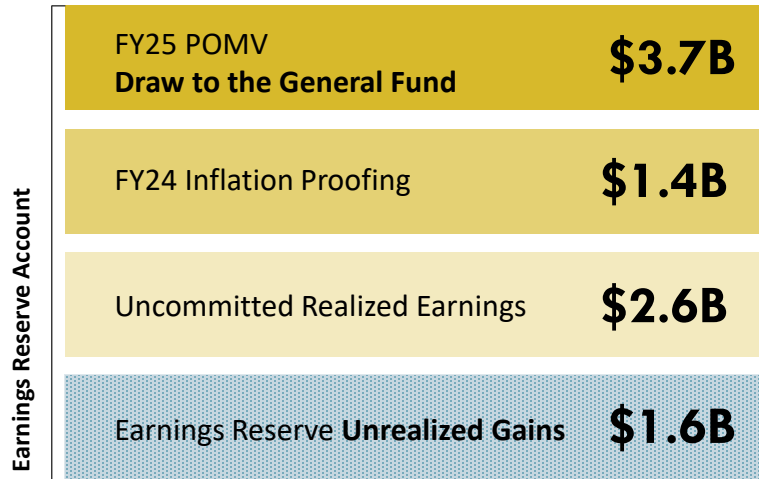 FY25 POMV
Draw to the General Fund
$3.7B
FY24 Inflation Proofing
$1.4B
Uncommitted Realized Earnings
$2.6B
Earnings Reserve Unrealized Gains
$1.6B
Earnings Reserve Account